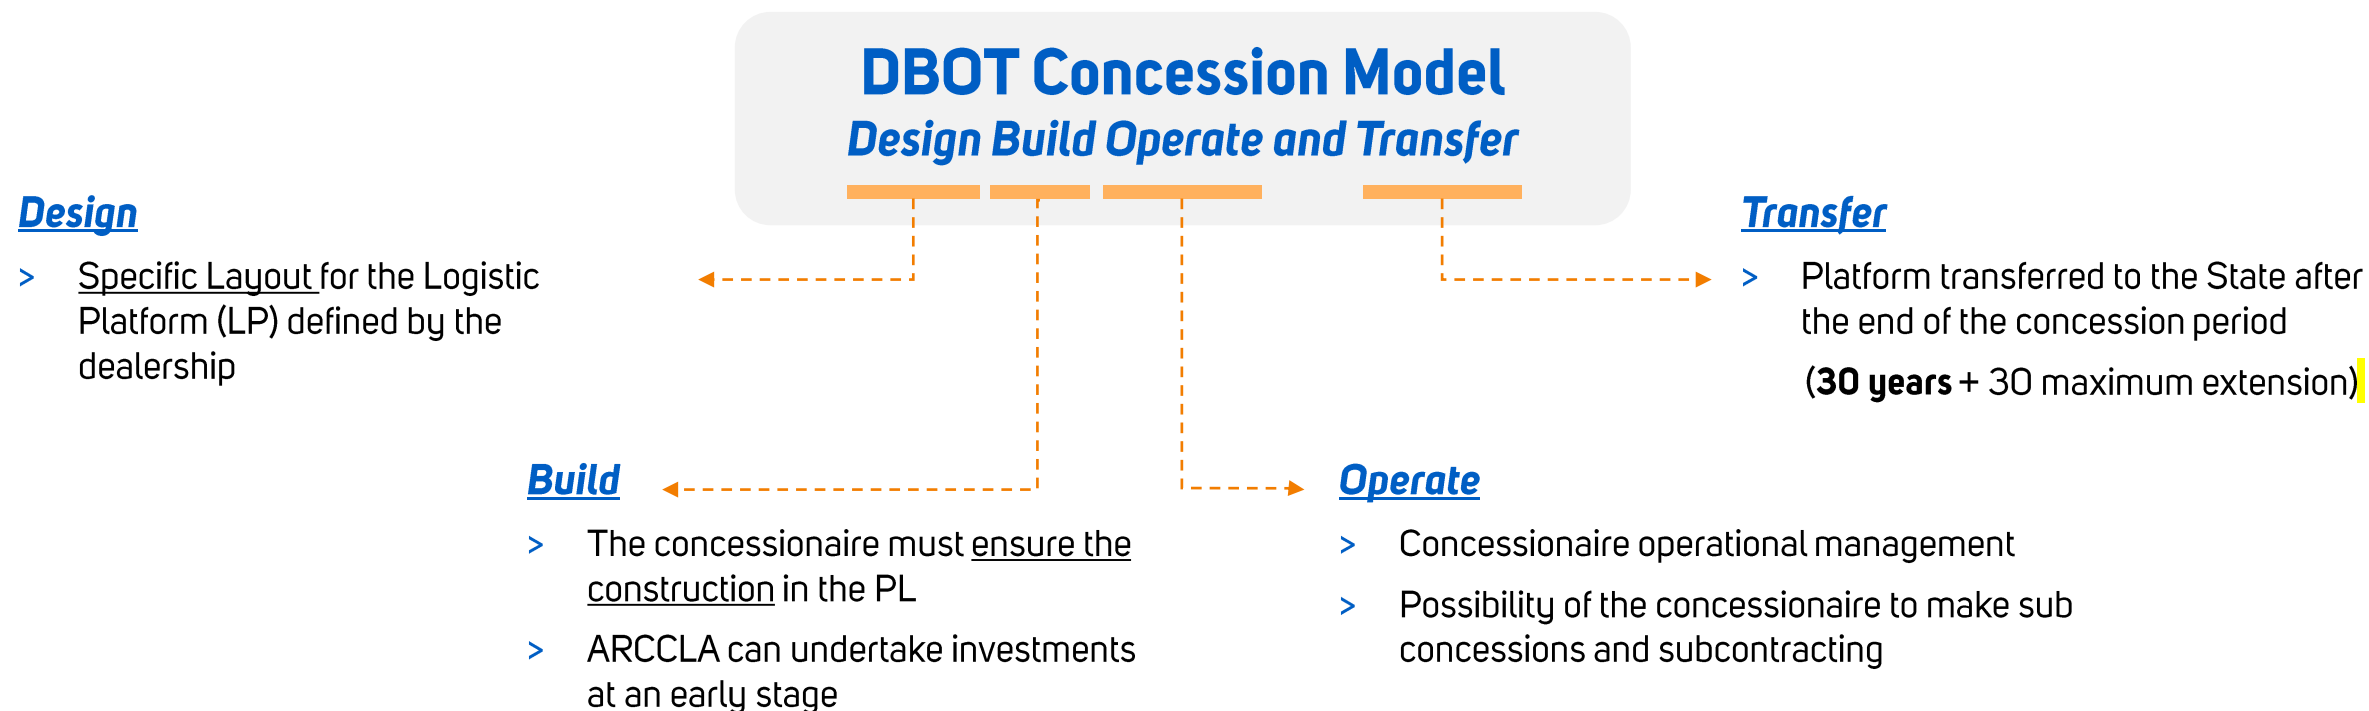 DBOT Concession Model
Design Build Operate and Transfer
Design
> Specific Layout for the Logistic
Platform (LP) defined by the
dealership
Transfer
> Platform transferred to the State after
the end of the concession period
(30 years + 30 maximum extension)
Build
> The concessionaire must ensure the
construction in the PL
> ARCCLA can undertake investments
at an early stage
Operate
> Concessionaire operational management
> Possibility of the concessionaire to make sub
concessions and subcontracting